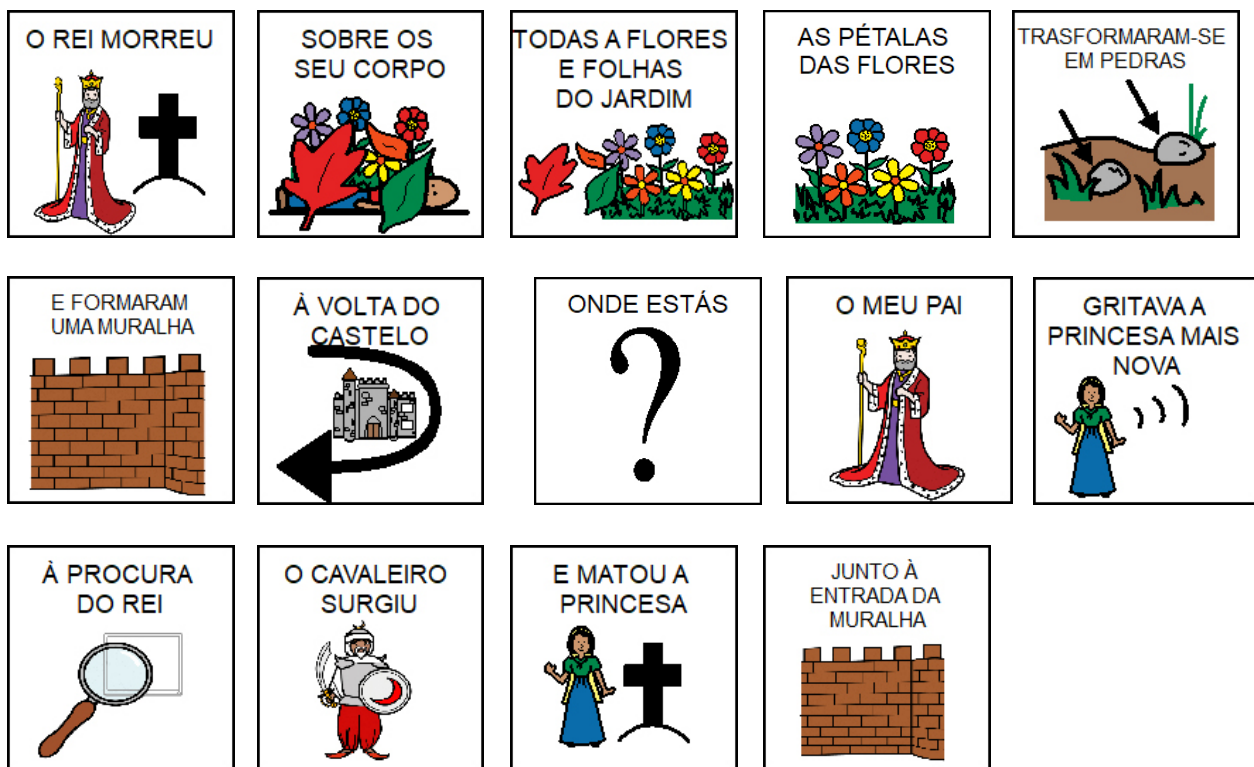 O REI MORREU
SOBRE OS
SEU CORPO
TODAS A FLORES
E FOLHAS
DO JARDIM
AS PÉTALAS
DAS FLORES
TRASFORMARAM-SE
EM PEDRAS
E FORMARAM
UMA MURALHA
À VOLTA DO
CASTELO
ONDE ESTÁS
?
O MEU PAI
GRITAVA A
PRINCESA MAIS
NOVA
À PROCURA
DO REI
O CAVALEIRO
SURGIU
E MATOU A
PRINCESA
JUNTO À
ENTRADA DA
MURALHA